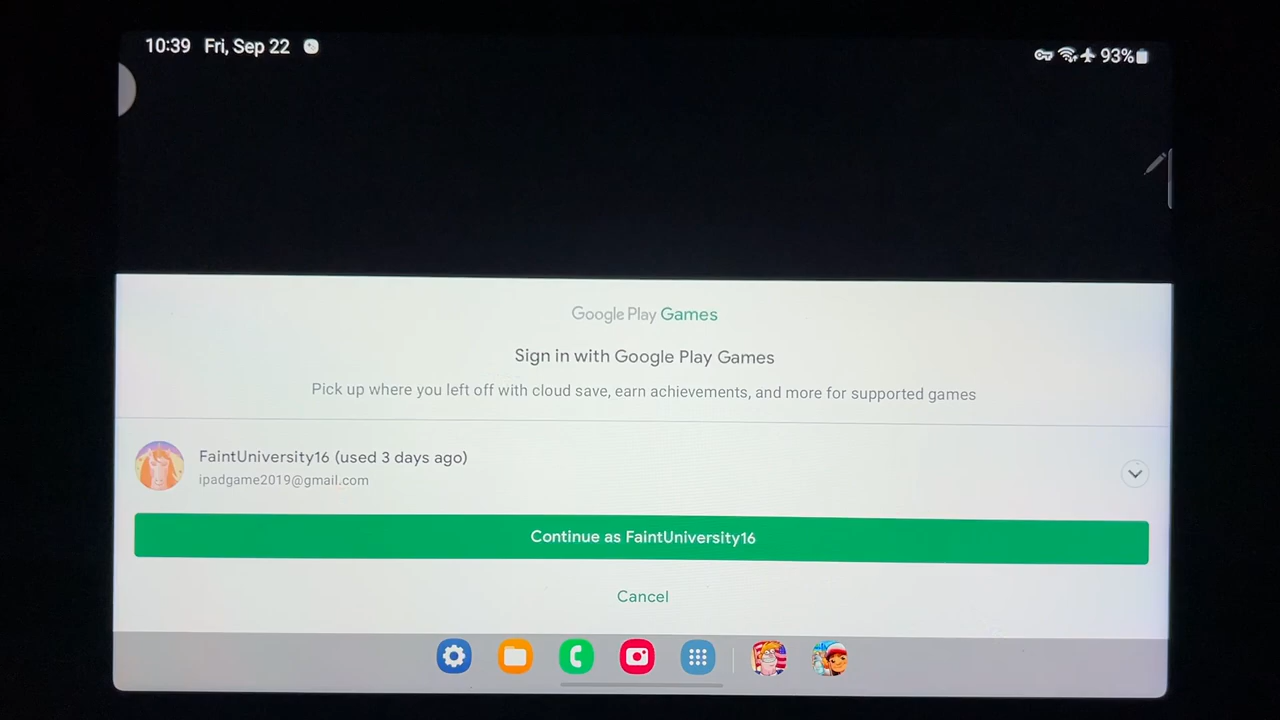 10:39 Fri, Sep 22
93%
Google Play Games
Sign in with Google Play Games
Pick up where you left off with cloud save, earn achievements, and more for supported games
FaintUniversity16 (used 3 days ago)
ipadgame2019@gmail.com
Continue as FaintUniversity16
Cancel